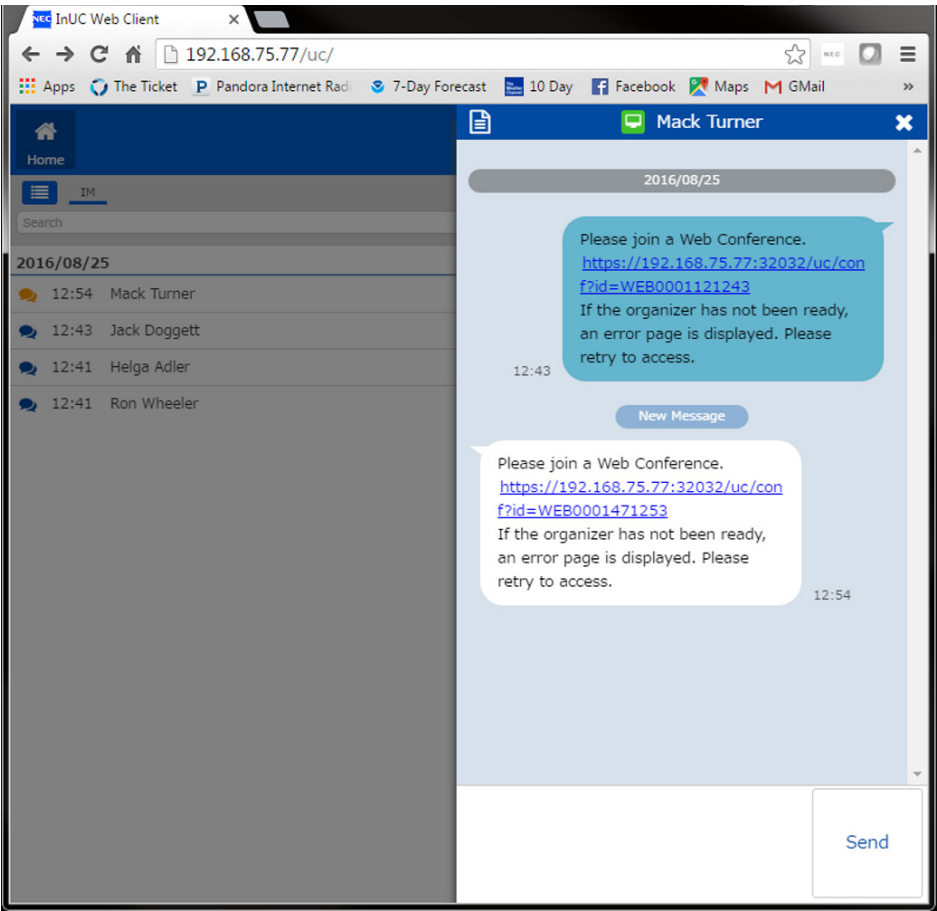 NEC InUC Web Client
192.168.75.77/uc/
NEC
Apps The Ticket Pandora Internet Radi 7-Day Forecast 10 Day Facebook Maps GMail »
Home
Mack Turner
IM
Search
2016/08/25
12:54 Mack Turner
12:43 Jack Doggett
12:41 Helga Adler
12:41 Ron Wheeler
2016/08/25
Please join a Web Conference.
https://192.168.75.77:32032/uc/con
f?id=WEB0001121243
If the organizer has not been ready,
an error page is displayed. Please
retry to access.
12:43
New Message
Please join a Web Conference.
https://192.168.75.77:32032/uc/con
f?id=WEB0001471253
If the organizer has not been ready,
an error page is displayed. Please
retry to access.
12:54
Send